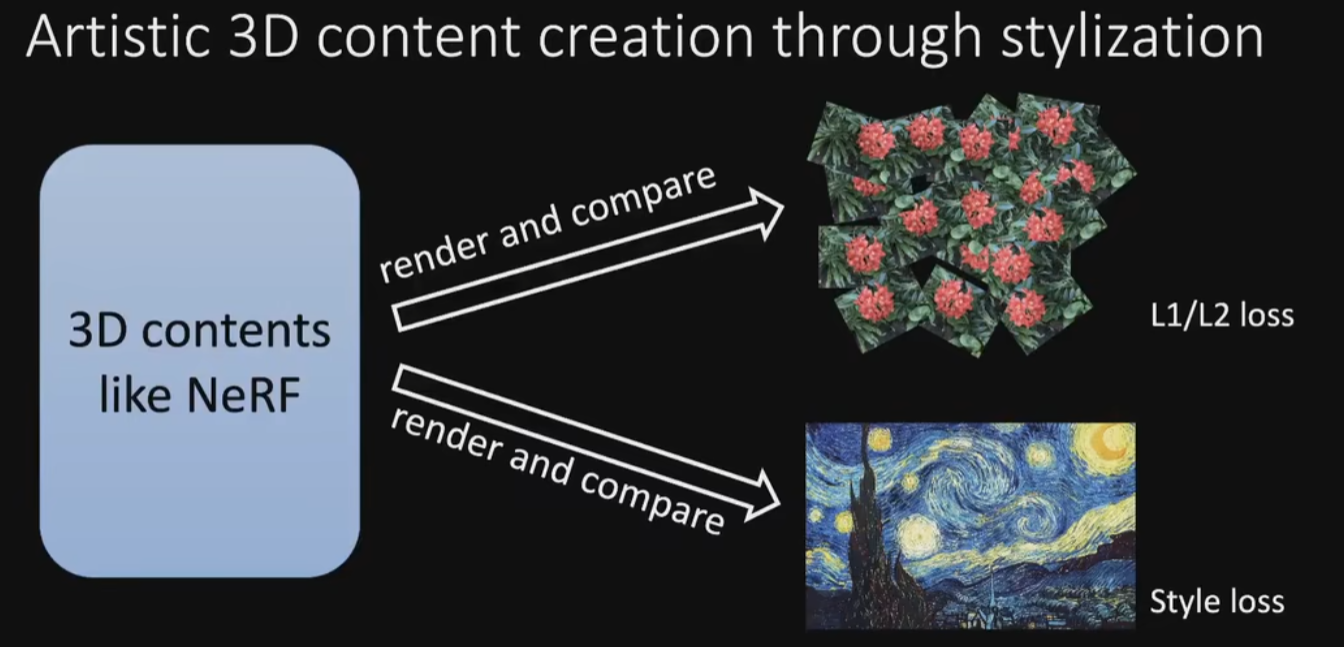 Artistic 3D content creation through stylization
render and compare
3D contents
like NeRF
L1/L2 loss
render and compare
Style loss